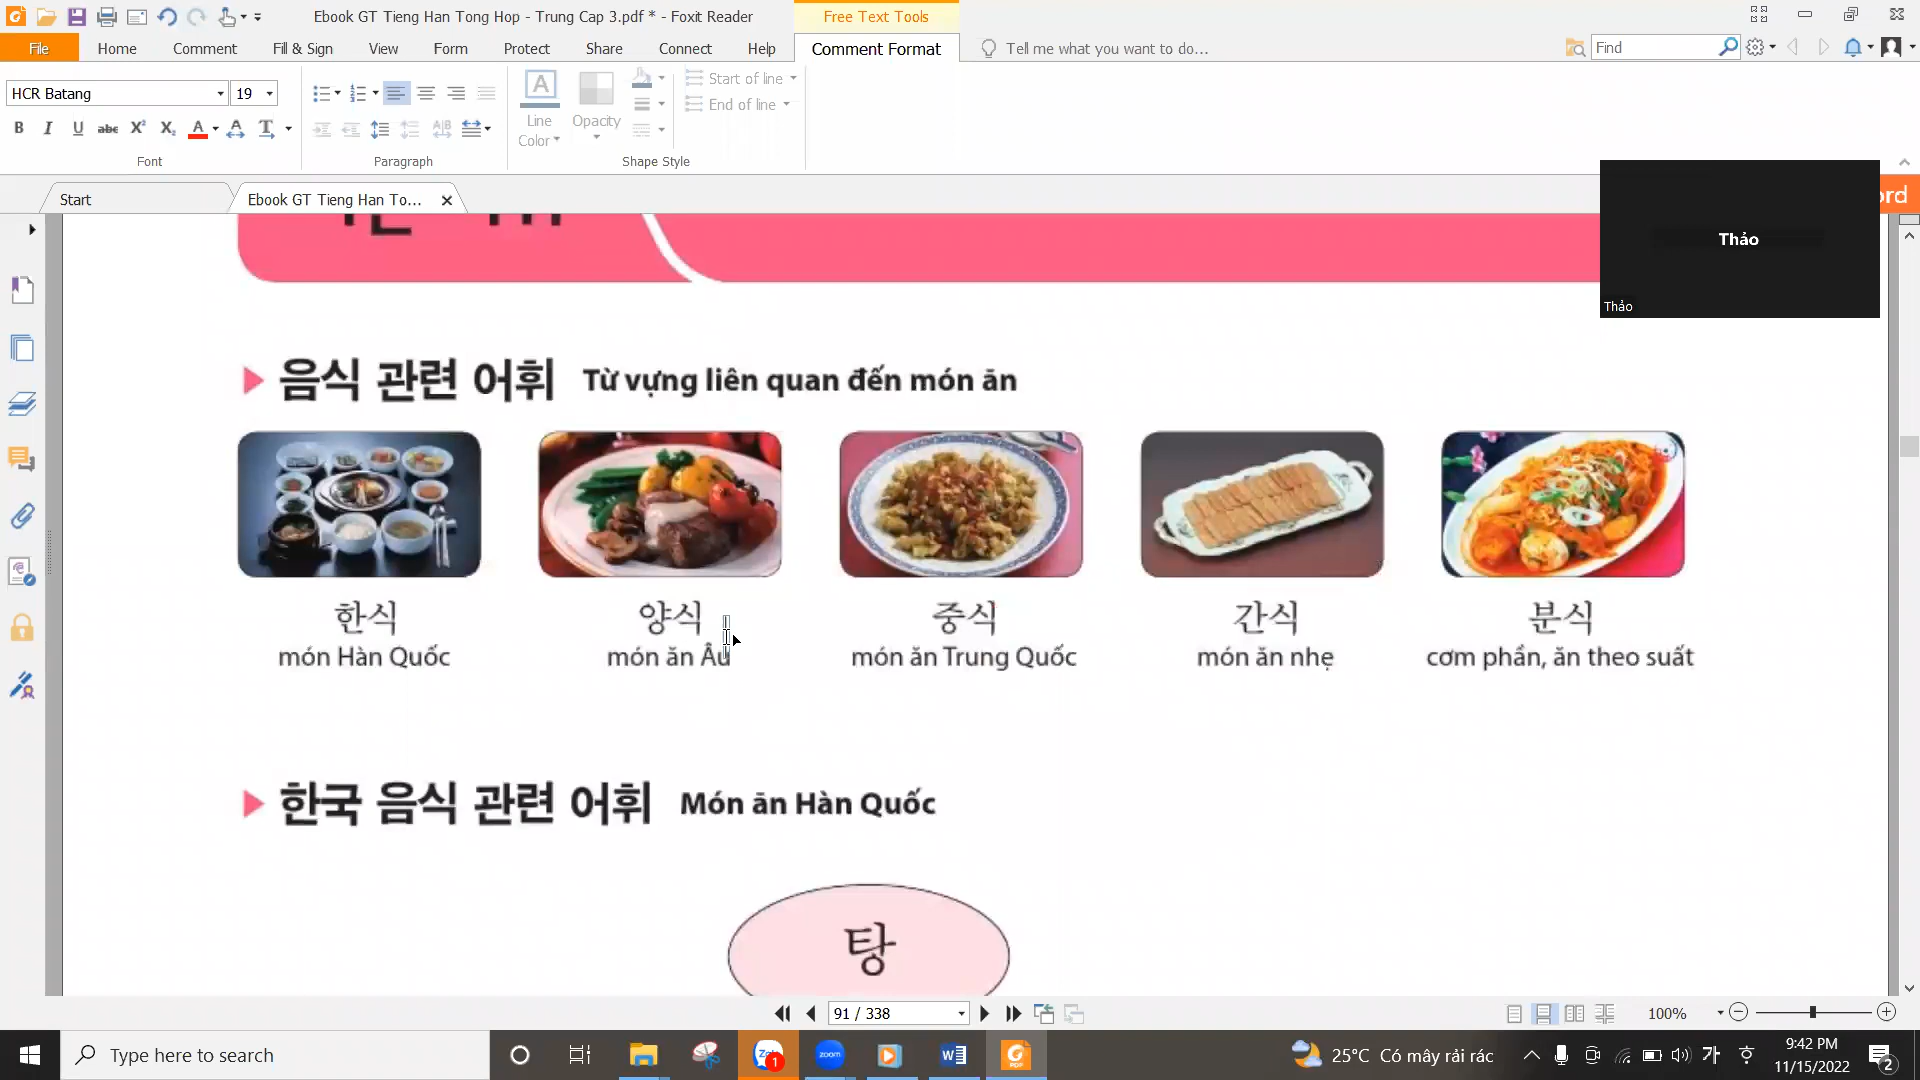 Ebook GT Tieng Han Tong Hop - Trung Cap 3.pdf * - Foxit Reader
Free Text Tools
File Home Comment Fill & Sign View Form Protect Share Connect Help Comment Format Tell me what you want to do... Find
HCR Batang 19 Start of line
Line Color Opacity End of line
B I U abc X² X₂ A A T
Font Paragraph Shape Style
Start Ebook GT Tieng Han To...
Thảo
Thảo
음식 관련 어휘 Từ vựng liên quan đến món ăn
한식 양식 중식 간식 분식
món Hàn Quốc món ăn Âu món ăn Trung Quốc món ăn nhẹ cơm phần, ăn theo suất
한국 음식 관련 어휘 Món ăn Hàn Quốc
탕
91 / 338 100%
Type here to search zoom 25°C Có mây rải rác 가 9:42 PM
11/15/2022 2